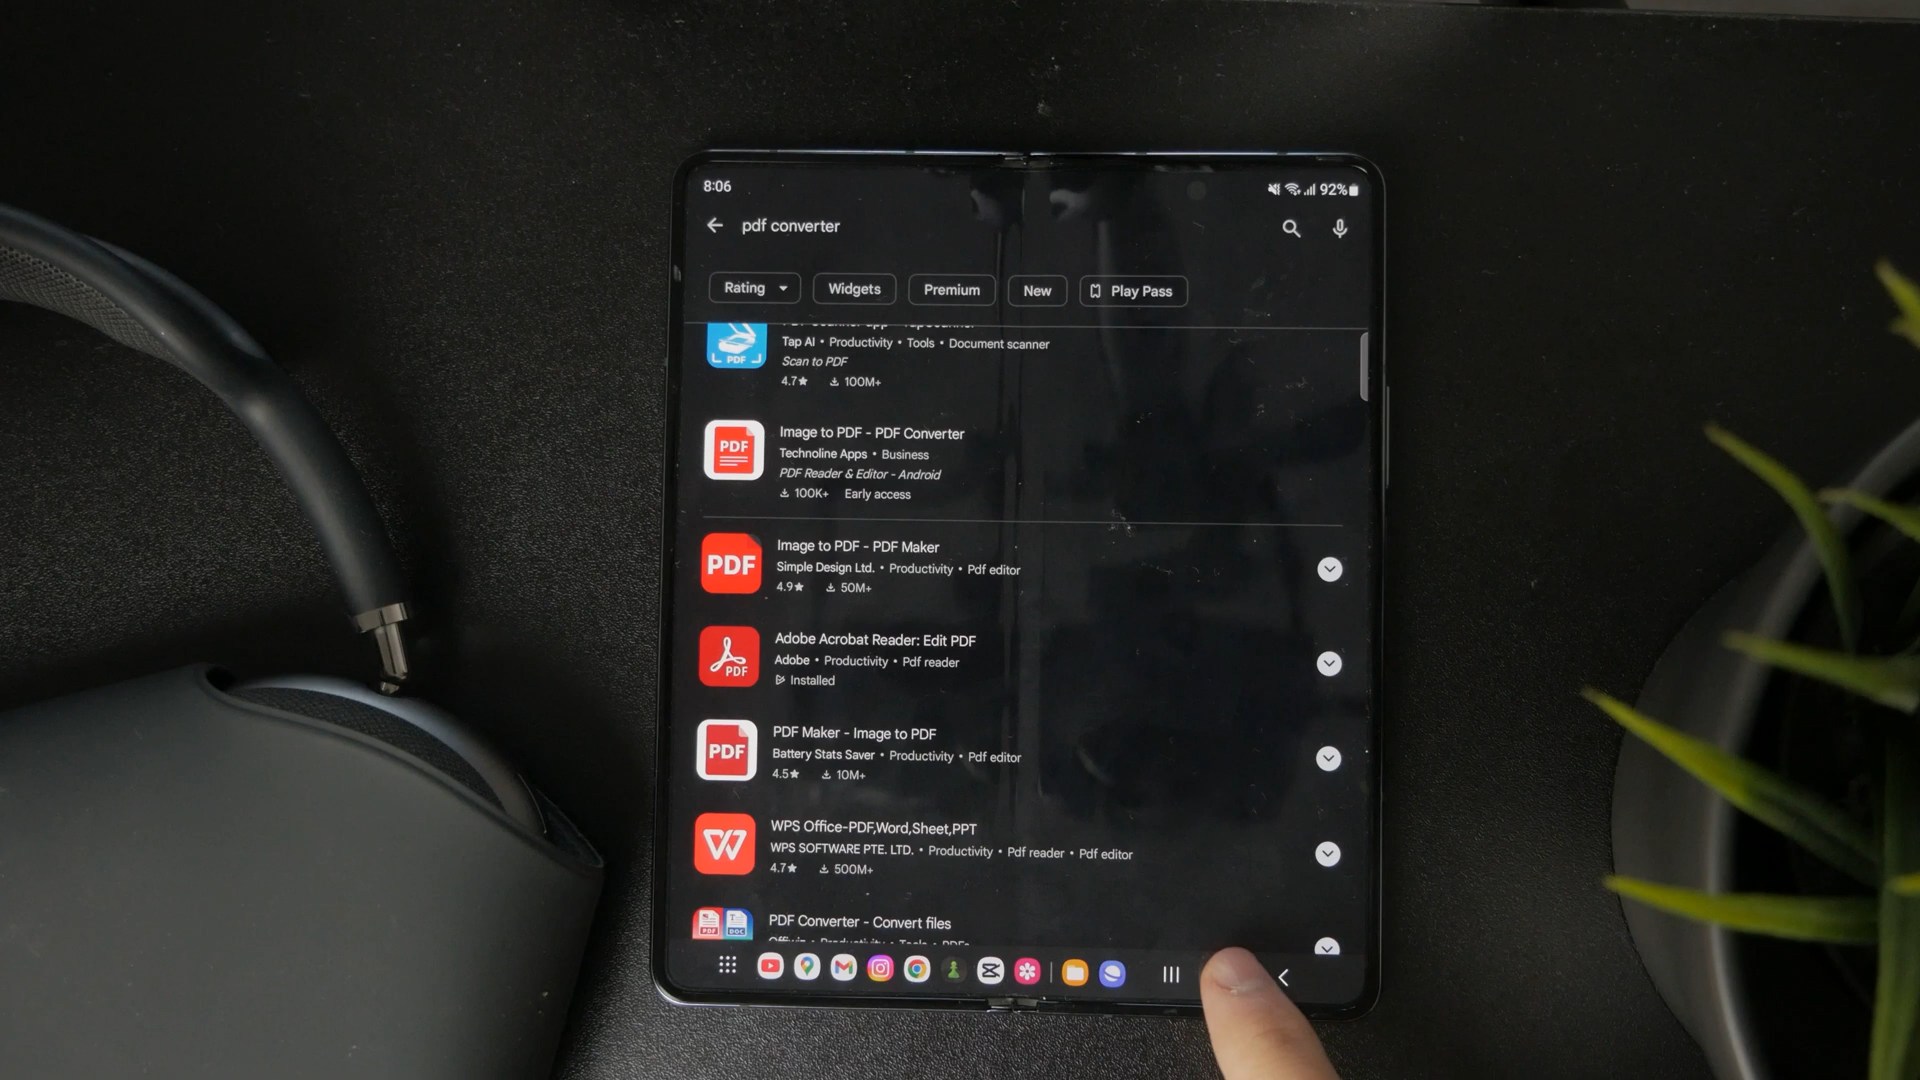 8:06
92%
pdf converter
Rating
Widgets
Premium
New
Play Pass
PDF
Tap AI • Productivity • Tools • Document scanner
Scan to PDF
4.7★ 100M+
PDF
Image to PDF - PDF Converter
Technoline Apps • Business
PDF Reader & Editor - Android
100K+ Early access
PDF
Image to PDF - PDF Maker
Simple Design Ltd. • Productivity • Pdf editor
4.9★ 50M+
PDF
Adobe Acrobat Reader: Edit PDF
Adobe • Productivity • Pdf reader
Installed
PDF
PDF Maker - Image to PDF
Battery Stats Saver • Productivity • Pdf editor
4.5★ 10M+
WPS Office-PDF,Word,Sheet,PPT
WPS SOFTWARE PTE. LTD. • Productivity • Pdf reader • Pdf editor
4.7★ 500M+
PDF DOC
PDF Converter - Convert files
Productivity • Tools • PDFs